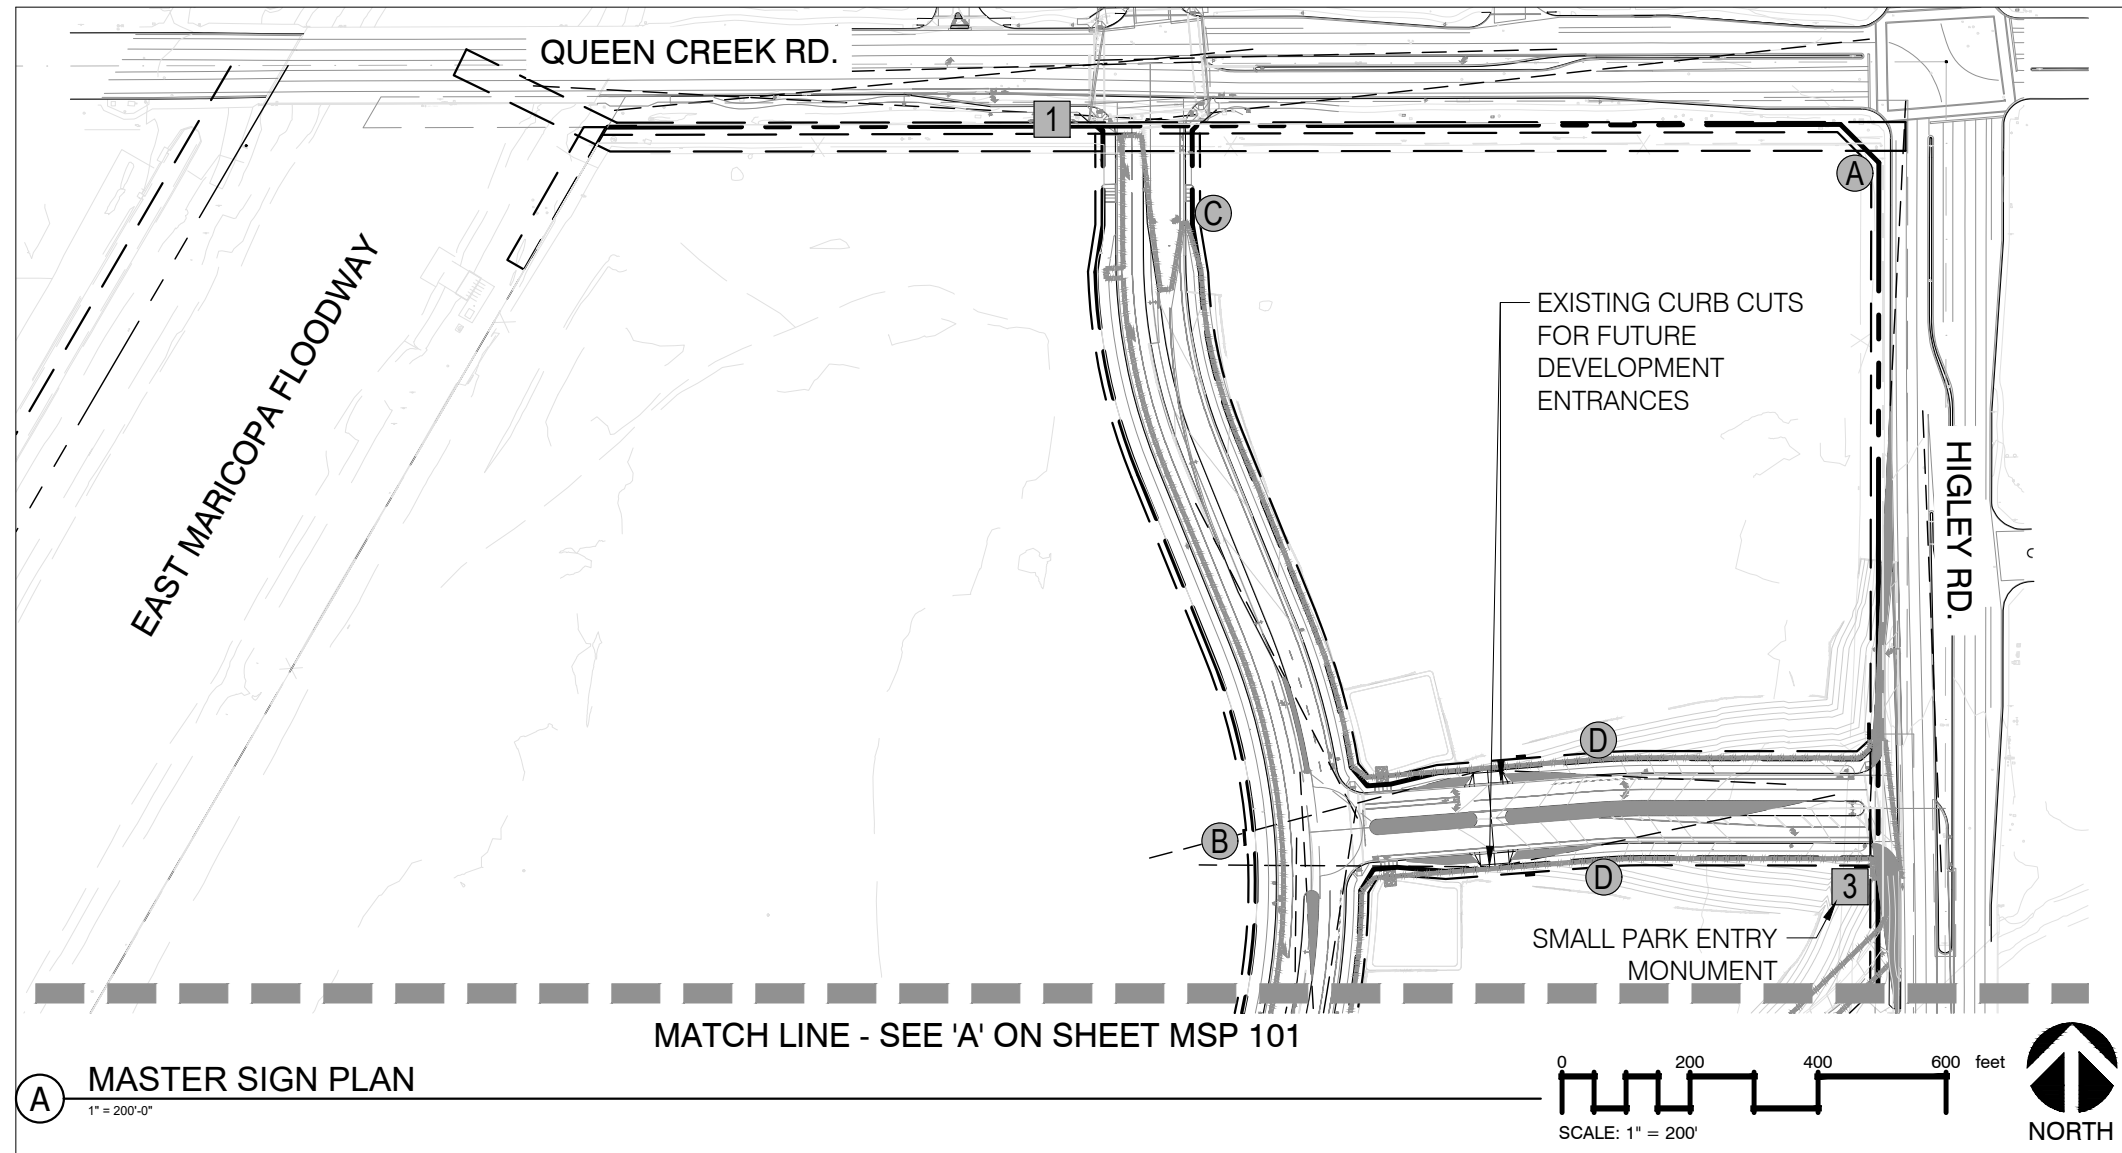 QUEEN CREEK RD.
1
A
C
EAST MARICOPA FLOODWAY
EXISTING CURB CUTS
FOR FUTURE
DEVELOPMENT
ENTRANCES
HIGLEY RD.
D
B
D
3
SMALL PARK ENTRY
MONUMENT
MATCH LINE - SEE 'A' ON SHEET MSP 101
A
MASTER SIGN PLAN
1" = 200'-0"
0 200 400 600 feet
SCALE: 1" = 200'
NORTH